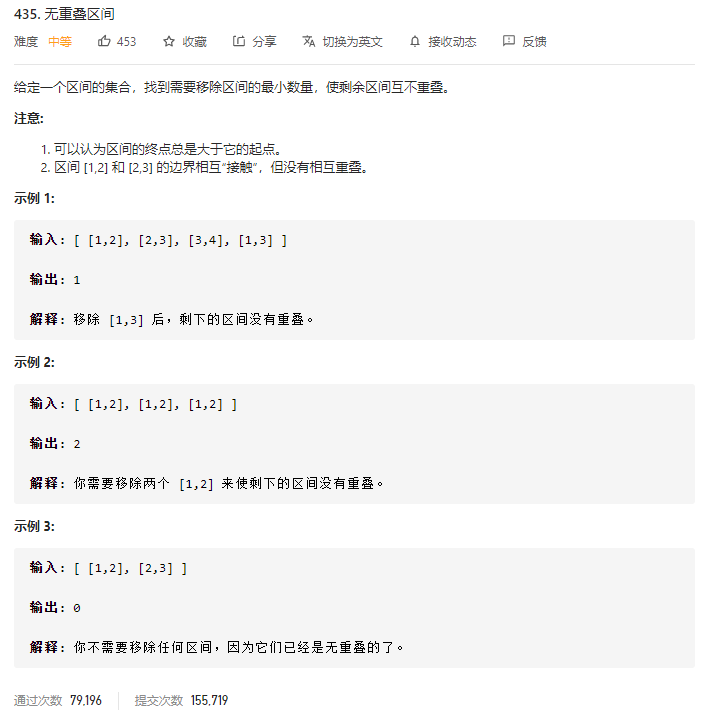 435. 无重叠区间
难度 中等 453 收藏 分享 切换为英文 接收动态 反馈
给定一个区间的集合，找到需要移除区间的最小数量，使剩余区间互不重叠。
注意:
1. 可以认为区间的终点总是大于它的起点。
2. 区间 [1,2] 和 [2,3] 的边界相互“接触”，但没有相互重叠。
示例 1:
输入: [ [1,2], [2,3], [3,4], [1,3] ]
输出: 1
解释: 移除 [1,3] 后，剩下的区间没有重叠。
示例 2:
输入: [ [1,2], [1,2], [1,2] ]
输出: 2
解释: 你需要移除两个 [1,2] 来使剩下的区间没有重叠。
示例 3:
输入: [ [1,2], [2,3] ]
输出: 0
解释: 你不需要移除任何区间，因为它们已经是无重叠的了。
通过次数 79,196 提交次数 155,719